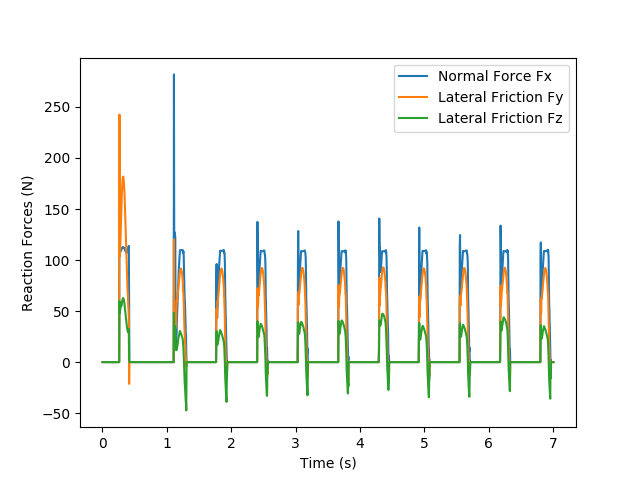 Normal Force Fx
Lateral Friction Fy
Lateral Friction Fz
Reaction Forces (N)
250
200
150
100
50
0
−50
0 1 2 3 4 5 6 7
Time (s)